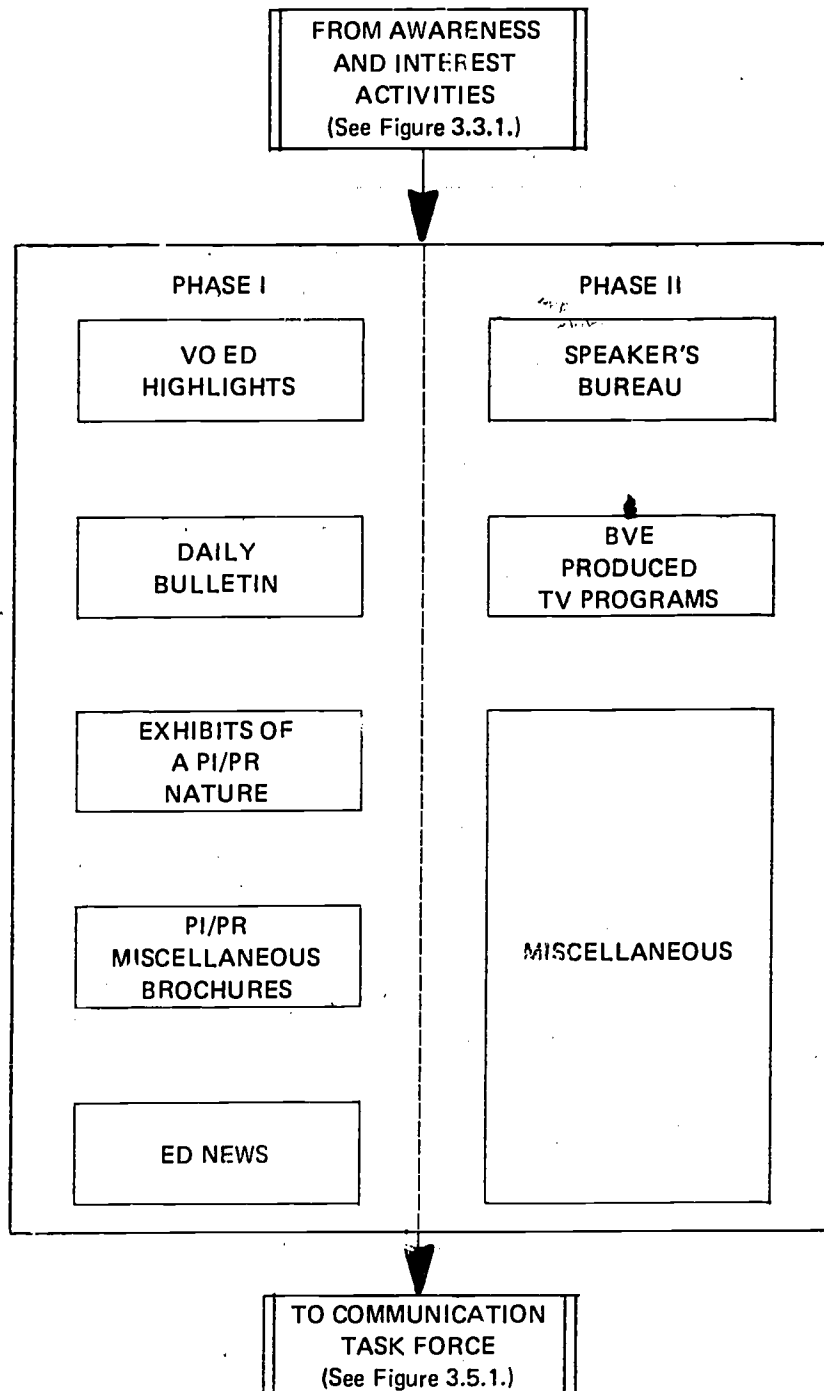 FROM AWARENESS
AND INTEREST
ACTIVITIES
(See Figure 3.3.1.)
PHASE I
VO ED
HIGHLIGHTS
DAILY
BULLETIN
EXHIBITS OF
A PI/PR
NATURE
PI/PR
MISCELLANEOUS
BROCHURES
ED NEWS
PHASE II
SPEAKER'S
BUREAU
BVE
PRODUCED
TV PROGRAMS
MISCELLANEOUS
TO COMMUNICATION
TASK FORCE
(See Figure 3.5.1.)